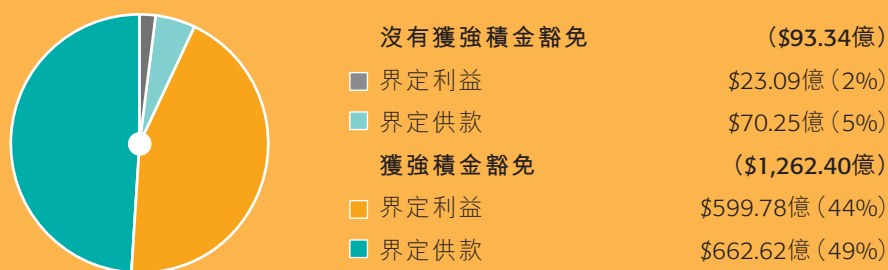 沒有獲強積金豁免 （$93.34億）
界定利益 $23.09億（2%）
界定供款 $70.25億（5%）
獲強積金豁免 （$1,262.40億）
界定利益 $599.78億（44%）
界定供款 $662.62億（49%）